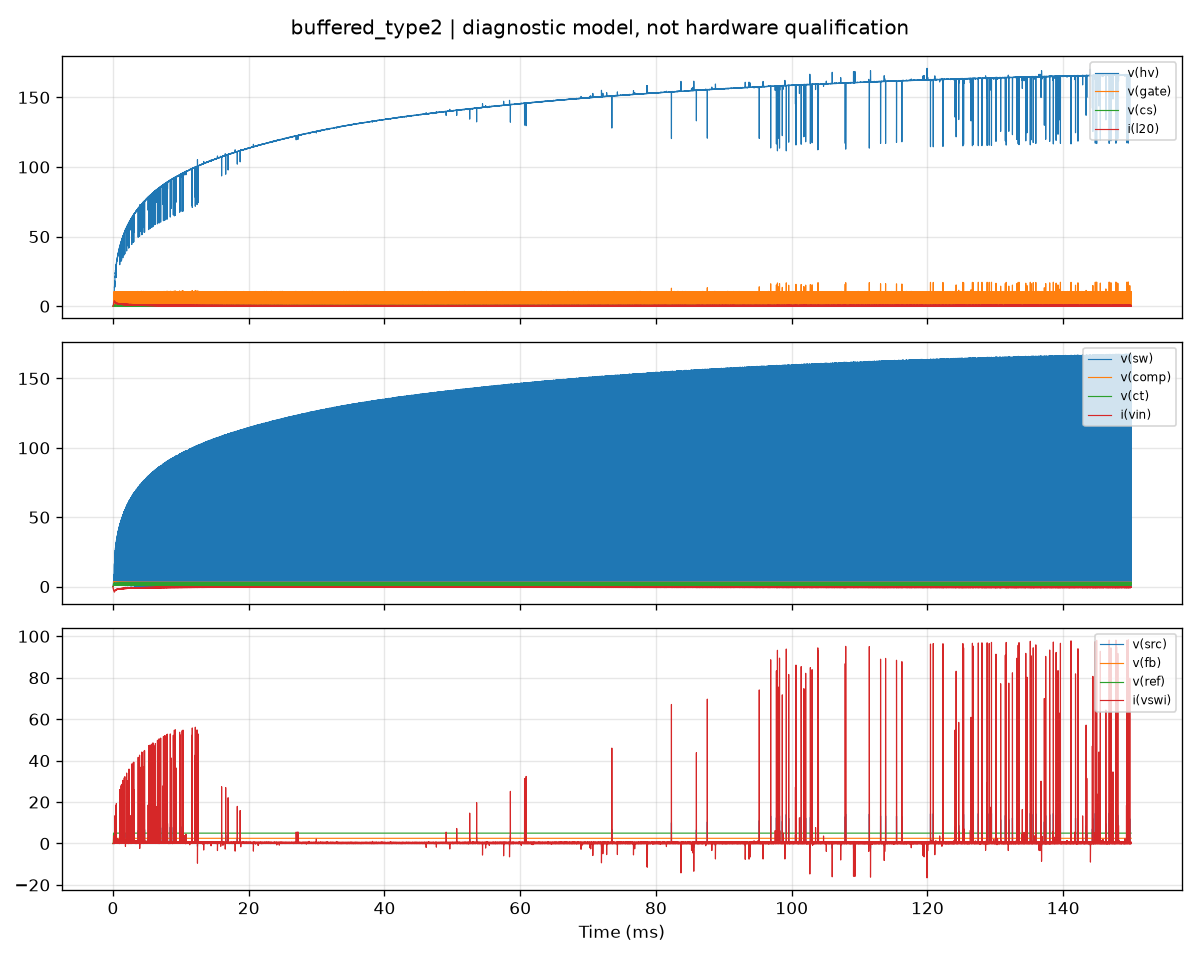 buffered_type2 | diagnostic model, not hardware qualification
150
100
50
0
v(hv)
v(gate)
v(cs)
i(l20)
150
100
50
0
v(sw)
v(comp)
v(ct)
i(vin)
100
80
60
40
20
0
−20
v(src)
v(fb)
v(ref)
i(vswi)
0 20 40 60 80 100 120 140
Time (ms)